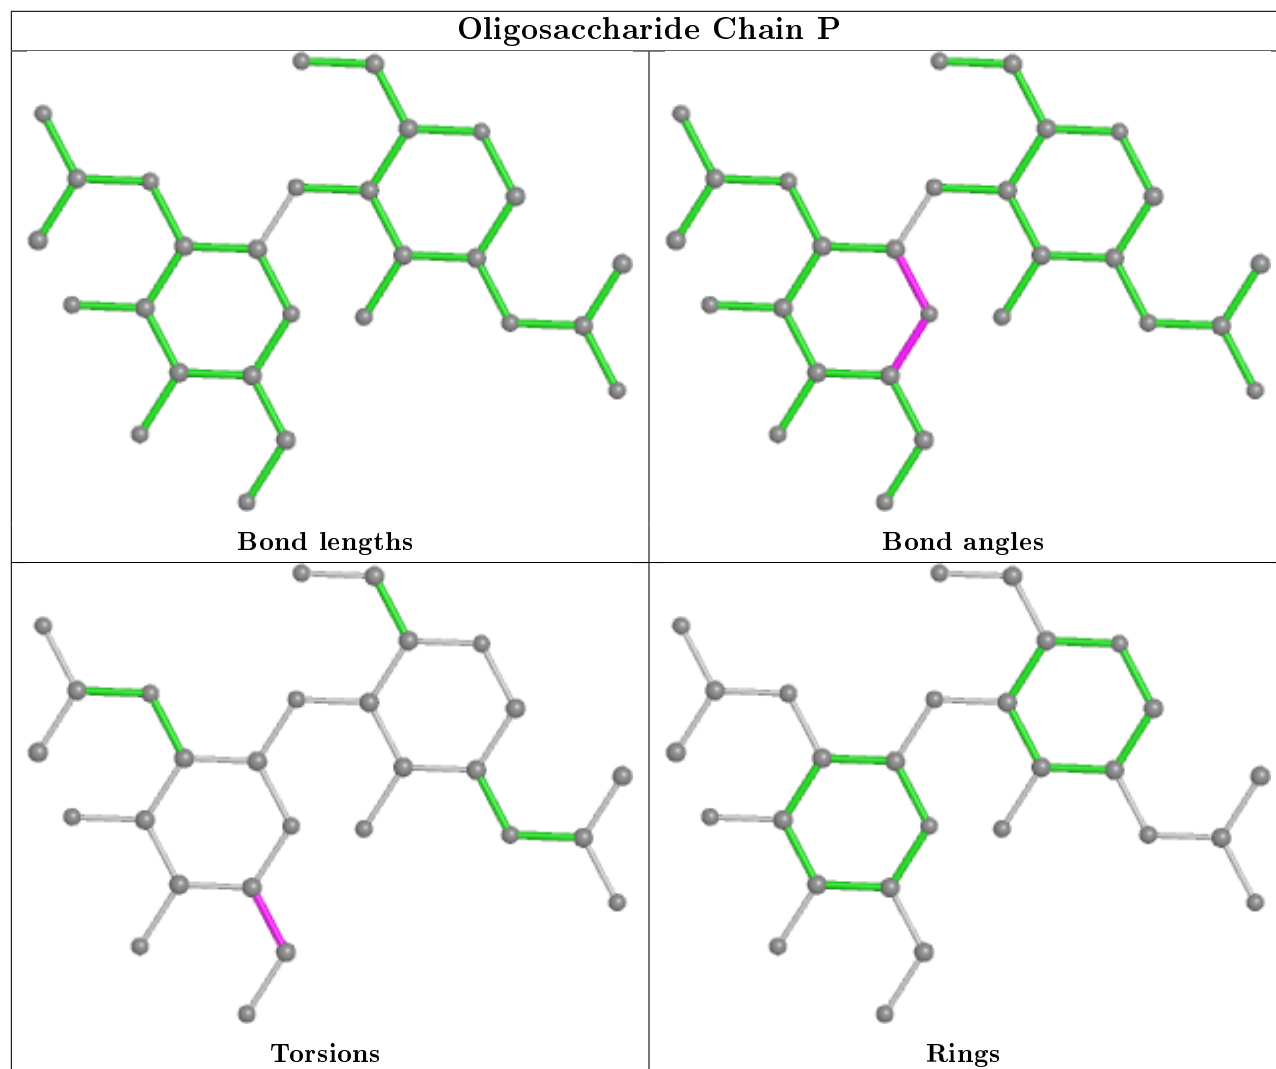 Oligosaccharide Chain P
Bond lengths
Bond angles
Torsions
Rings